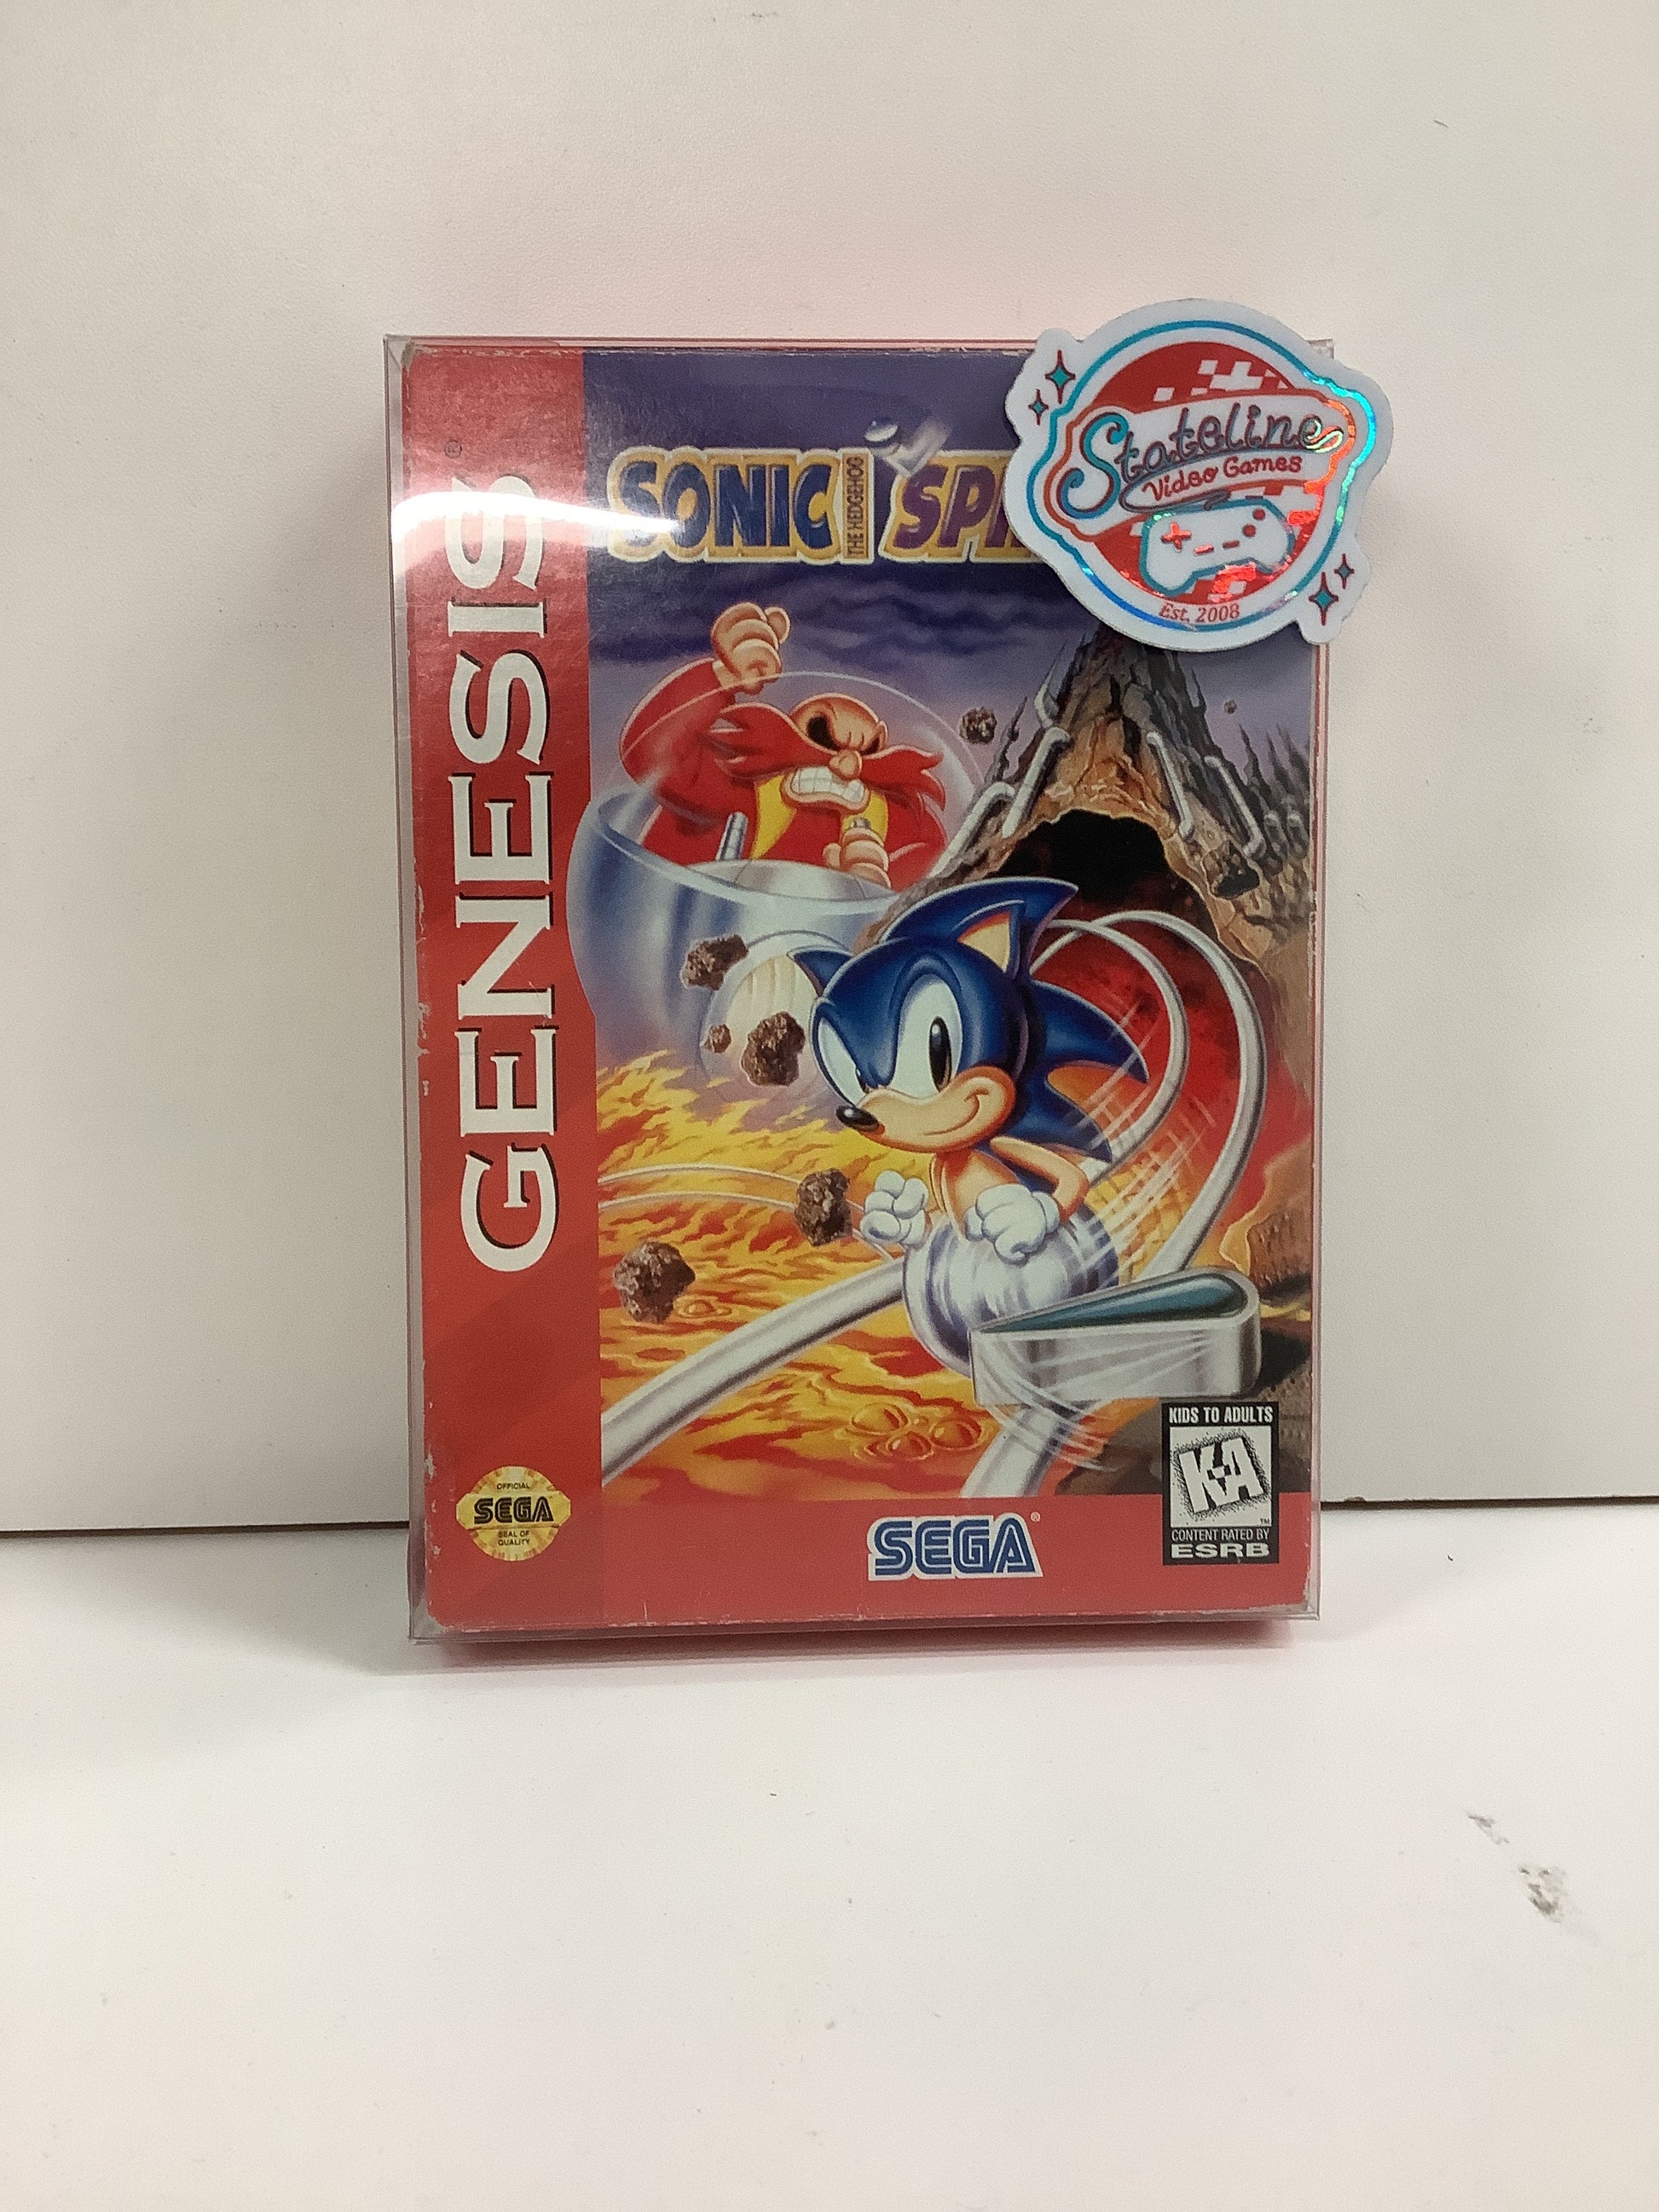 GENESIS
®
SONIC
THE HEDGEHOG
SPI
Stateline
Video Games
Est. 2008
OFFICIAL
SEGA
SEAL OF
QUALITY
SEGA®
KIDS TO ADULTS
K-A
™
CONTENT RATED BY
ESRB